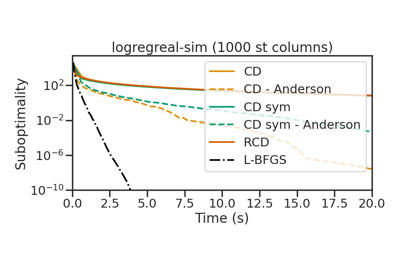 logregreal-sim (1000 st columns)
Suboptimality
10²
10⁻²
10⁻⁶
10⁻¹⁰
CD
CD - Anderson
CD sym
CD sym - Anderson
RCD
L-BFGS
0.0 2.5 5.0 7.5 10.0 12.5 15.0 17.5 20.0
Time (s)